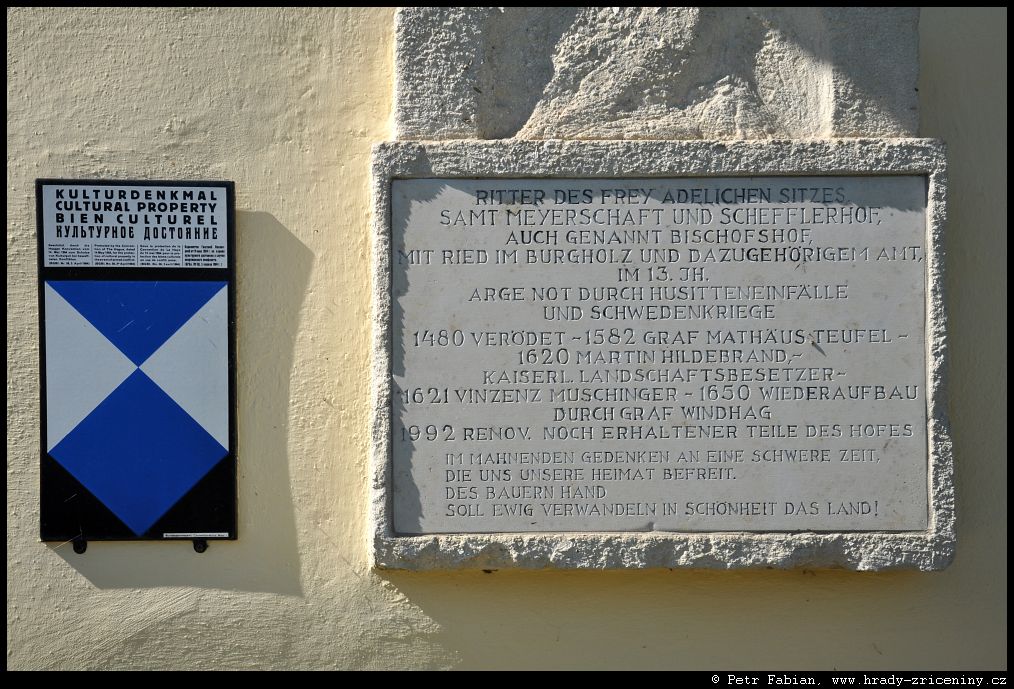 KULTURDENKMAL
CULTURAL PROPERTY
BIEN CULTUREL
КУЛЬТУРНОЕ ДОСТОЯНИЕ
RITTER DES FREY ADELICHEN SITZES,
SAMT MEYERSCHAFT UND SCHEFFLERHOF,
AUCH GENANNT BISCHOFSHOF,
MIT RIED IM BURGHOLZ UND DAZUGEHÖRIGEM AMT,
IM 13. JH.
ARGE NOT DURCH HUSITTENEINFÄLLE
UND SCHWEDENKRIEGE
1480 VERÖDET ~ 1582 GRAF MATHÄUS TEUFEL ~
1620 MARTIN HILDEBRAND,~
KAISERL. LANDSCHAFTSBESETZER~
1621 VINZENZ MUSCHINGER ~ 1650 WIEDERAUFBAU
DURCH GRAF WINDHAG
1992 RENOV. NOCH ERHALTENER TEILE DES HOFES
IM MAHNENDEN GEDENKEN AN EINE SCHWERE ZEIT,
DIE UNS UNSERE HEIMAT BEFREIT.
DES BAUERN HAND
SOLL EWIG VERWANDELN IN SCHÖNHEIT DAS LAND!
© Petr Fabian, www.hrady-zriceniny.cz